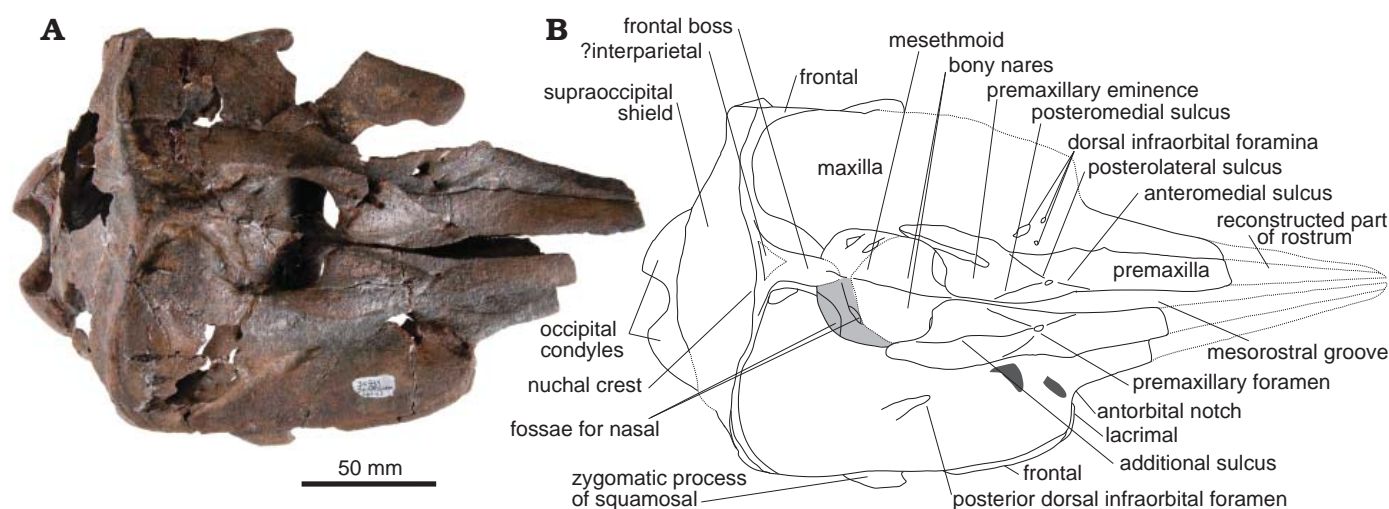 A
50 mm
B
frontal boss
?interparietal
supraoccipital
shield
frontal
mesethmoid
bony nares
premaxillary eminence
posteromedial sulcus
dorsal infraorbital foramina
posterolateral sulcus
anteromedial sulcus
reconstructed part
of rostrum
maxilla
premaxilla
occipital
condyles
nuchal crest
fossae for nasal
zygomatic process
of squamosal
mesorostral groove
premaxillary foramen
antorbital notch
lacrimal
additional sulcus
frontal
posterior dorsal infraorbital foramen